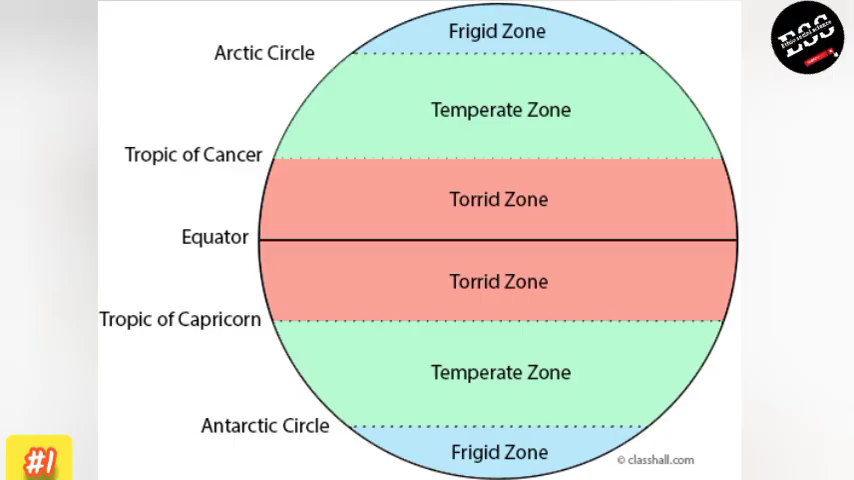 Frigid Zone
Arctic Circle
Temperate Zone
Tropic of Cancer
Torrid Zone
Equator
Torrid Zone
Tropic of Capricorn
Temperate Zone
Antarctic Circle
Frigid Zone
© classhall.com
ESS
#1